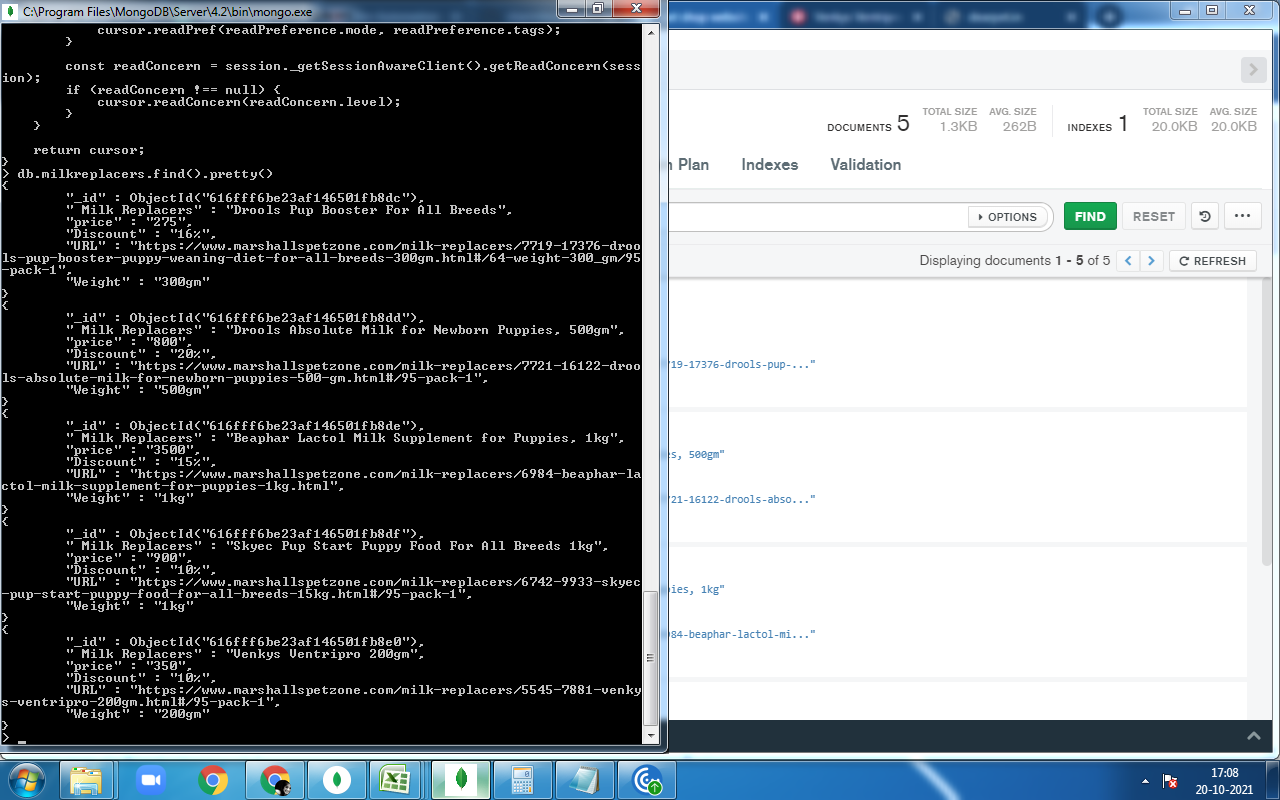 C:\Program Files\MongoDB\Server\4.2\bin\mongo.exe
cursor.readPref(readPreference.mode, readPreference.tags);
}
const readConcern = session._getSessionAwareClient().getReadConcern(sess
ion);
if (readConcern !== null) {
cursor.readConcern(readConcern.level);
}
}
return cursor;
}
> db.milkreplacers.find().pretty()
{
"_id" : ObjectId("616fff6be23af146501fb8dc"),
" Milk Replacers" : "Drools Pup Booster For All Breeds",
"price" : "275",
"Discount" : "16%",
"URL" : "https://www.marshallspetzone.com/milk-replacers/7719-17376-droo
ls-pup-booster-puppy-weaning-diet-for-all-breeds-300gm.html#/64-weight-300_gm/95
-pack-1",
"Weight" : "300gm"
}
{
"_id" : ObjectId("616fff6be23af146501fb8dd"),
" Milk Replacers" : "Drools Absolute Milk for Newborn Puppies, 500gm",
"price" : "800",
"Discount" : "20%",
"URL" : "https://www.marshallspetzone.com/milk-replacers/7721-16122-droo
ls-absolute-milk-for-newborn-puppies-500-gm.html#/95-pack-1",
"Weight" : "500gm"
}
{
"_id" : ObjectId("616fff6be23af146501fb8de"),
" Milk Replacers" : "Beaphar Lactol Milk Supplement for Puppies, 1kg",
"price" : "3500",
"Discount" : "15%",
"URL" : "https://www.marshallspetzone.com/milk-replacers/6984-beaphar-la
ctol-milk-supplement-for-puppies-1kg.html",
"Weight" : "1kg"
}
{
"_id" : ObjectId("616fff6be23af146501fb8df"),
" Milk Replacers" : "Skyec Pup Start Puppy Food For All Breeds 1kg",
"price" : "900",
"Discount" : "10%",
"URL" : "https://www.marshallspetzone.com/milk-replacers/6742-9933-skyec
-pup-start-puppy-food-for-all-breeds-15kg.html#/95-pack-1",
"Weight" : "1kg"
}
{
"_id" : ObjectId("616fff6be23af146501fb8e0"),
" Milk Replacers" : "Venkys Ventripro 200gm",
"price" : "350",
"Discount" : "10%",
"URL" : "https://www.marshallspetzone.com/milk-replacers/5545-7881-venky
s-ventripro-200gm.html#/95-pack-1",
"Weight" : "200gm"
}
>
DOCUMENTS 5 TOTAL SIZE 1.3KB AVG. SIZE 262B INDEXES 1 TOTAL SIZE 20.0KB AVG. SIZE 20.0KB
n Plan Indexes Validation
OPTIONS FIND RESET ...
Displaying documents 1 - 5 of 5 < > REFRESH
719-17376-drools-pup-..."
es, 500gm"
721-16122-drools-abso..."
pies, 1kg"
984-beaphar-lactol-mi..."
17:08
20-10-2021